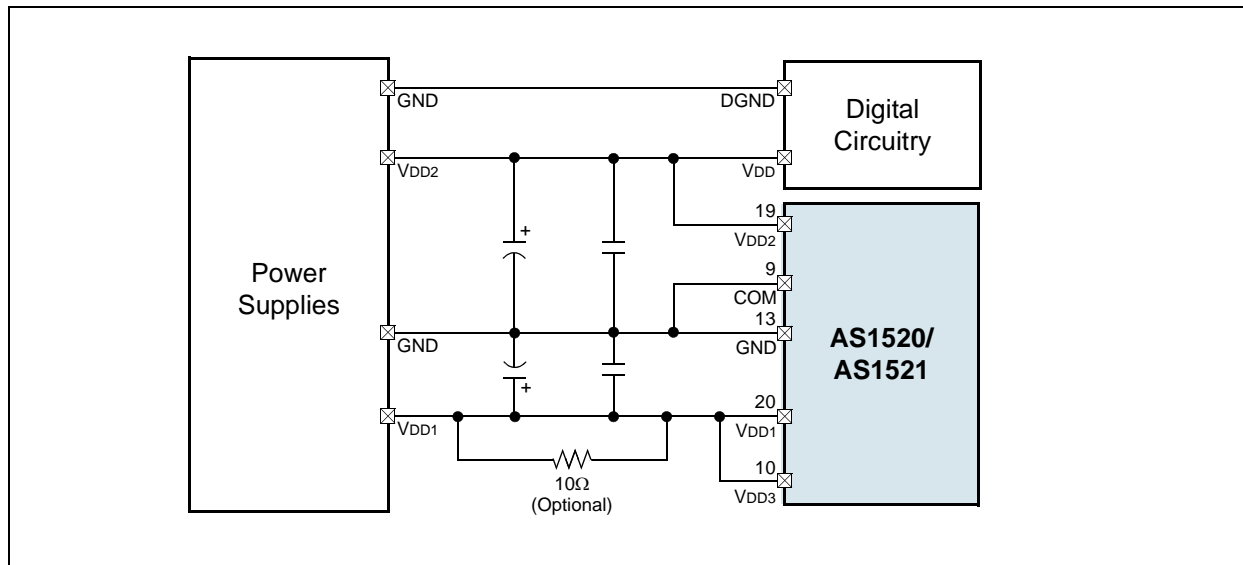 GND
DGND
Digital
Circuitry
VDD2
VDD
19
VDD2
+
Power
Supplies
9
COM
13
GND
GND
AS1520/
AS1521
+
20
VDD1
VDD1
10Ω
(Optional)
10
VDD3